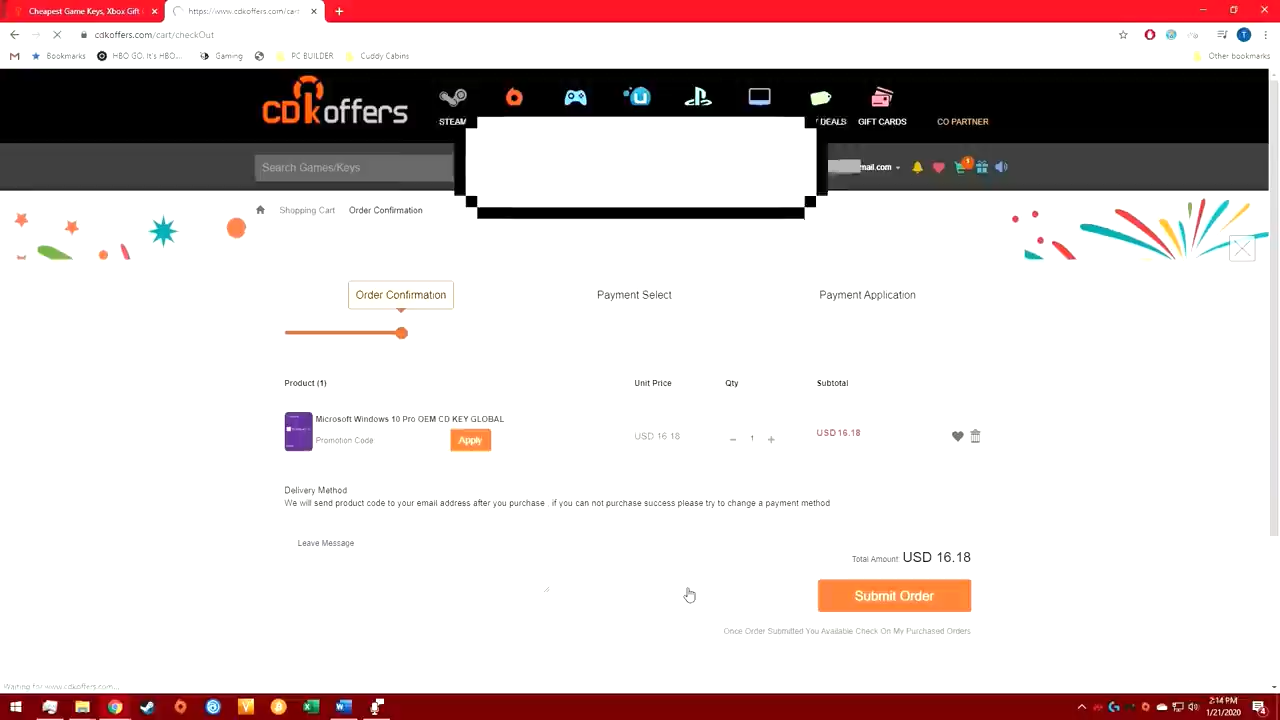 Cheapest Game Keys, Xbox Gift
https://www.cdkoffers.com/cart
cdkoffers.com/cart/checkOut
Bookmarks HBO GO. It's HBO... Gaming PC BUILDER Cuddy Cabins Other bookmarks
cdkoffers
STEAM DEALS GIFT CARDS CO PARTNER
Search Games/Keys mail.com 1
Shopping Cart Order Confirmation
Order Confirmation Payment Select Payment Application
Product (1) Unit Price Qty Subtotal
Microsoft Windows 10 Pro OEM CD KEY GLOBAL
Promotion Code Apply USD 16.18 − 1 + USD 16.18
Delivery Method
We will send product code to your email address after you purchase , if you can not purchase success please try to change a payment method
Leave Message
Total Amount: USD 16.18
Submit Order
Once Order Submitted You Available Check On My Purchased Orders
Waiting for www.cdkoffers.com...
2:14 PM
1/21/2020